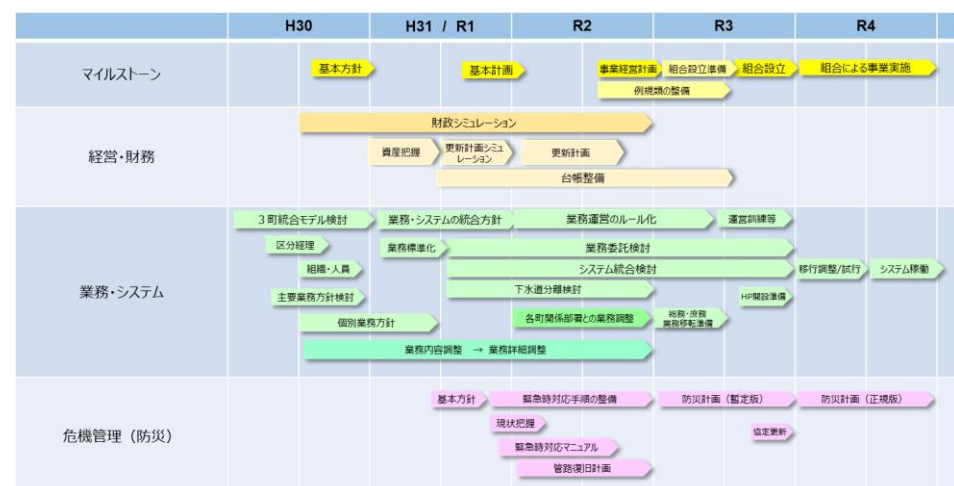 H30 H31 / R1 R2 R3 R4
マイルストーン
基本方針 基本計画 事業経営計画 組合設立準備 組合設立 組合による事業実施
例規類の整備
経営・財務
財政シミュレーション
資産把握 更新計画シミュ
レーション 更新計画
台帳整備
業務・システム
3町統合モデル検討 業務・システムの統合方針 業務運営のルール化 運営訓練等
区分経理 業務標準化 業務委託検討
組織・人員 システム統合検討 移行調整/試行 システム稼働
主要業務方針検討 下水道分離検討 HP開設準備
個別業務方針 各町関係部署との業務調整 総務・庶務
業務移転準備
業務内容調整 → 業務詳細調整
危機管理（防災）
基本方針 緊急時対応手順の整備 防災計画（暫定版） 防災計画（正規版）
現状把握 協定更新
緊急時対応マニュアル
管路復旧計画